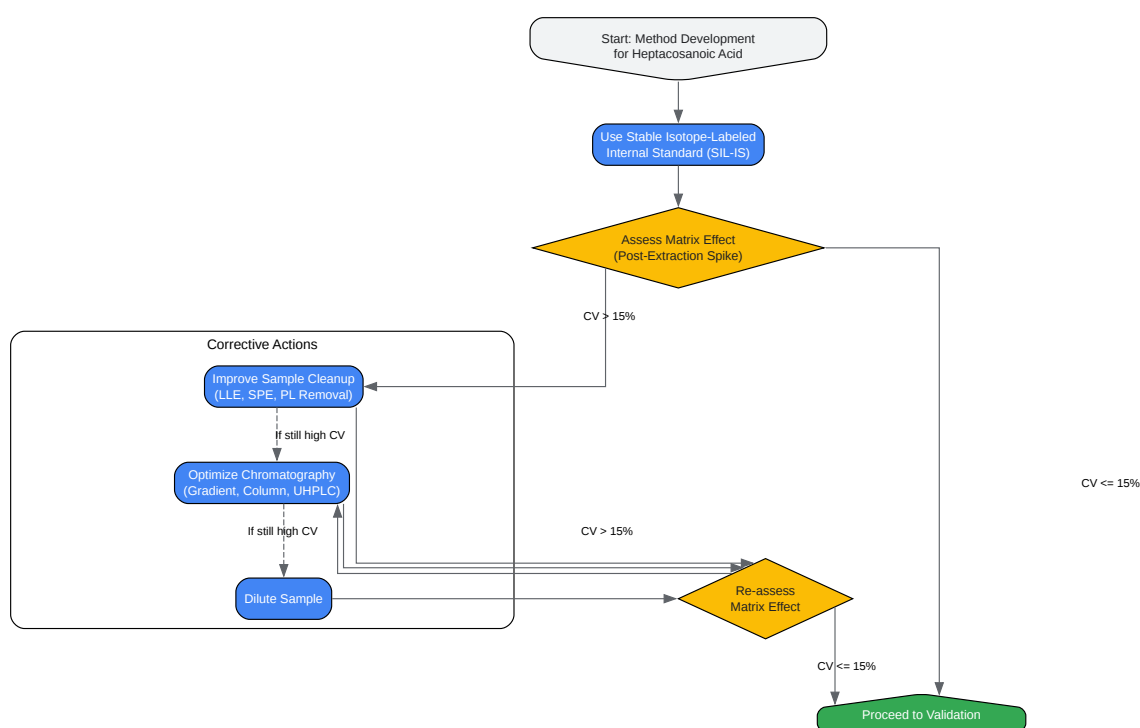 Start: Method Development
for Heptacosanoic Acid
Use Stable Isotope-Labeled
Internal Standard (SIL-IS)
Assess Matrix Effect
(Post-Extraction Spike)
CV > 15%
Corrective Actions
Improve Sample Cleanup
(LLE, SPE, PL Removal)
If still high CV
Optimize Chromatography
(Gradient, Column, UHPLC)
CV <= 15%
If still high CV
CV > 15%
Dilute Sample
Re-assess
Matrix Effect
CV <= 15%
Proceed to Validation